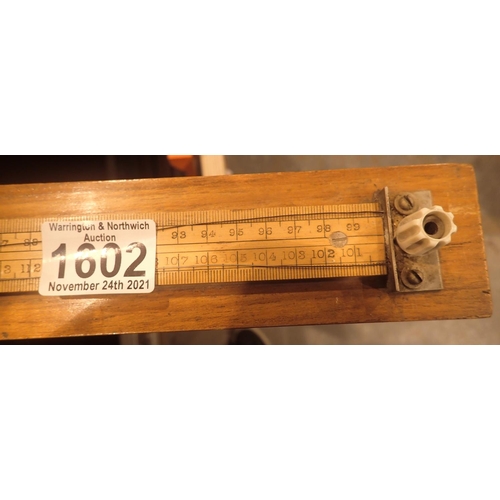 Warrington & Northwich
Auction
1602
November 24th 2021
93 94 95 96 97 98 99
107 106 105 104 103 102 101